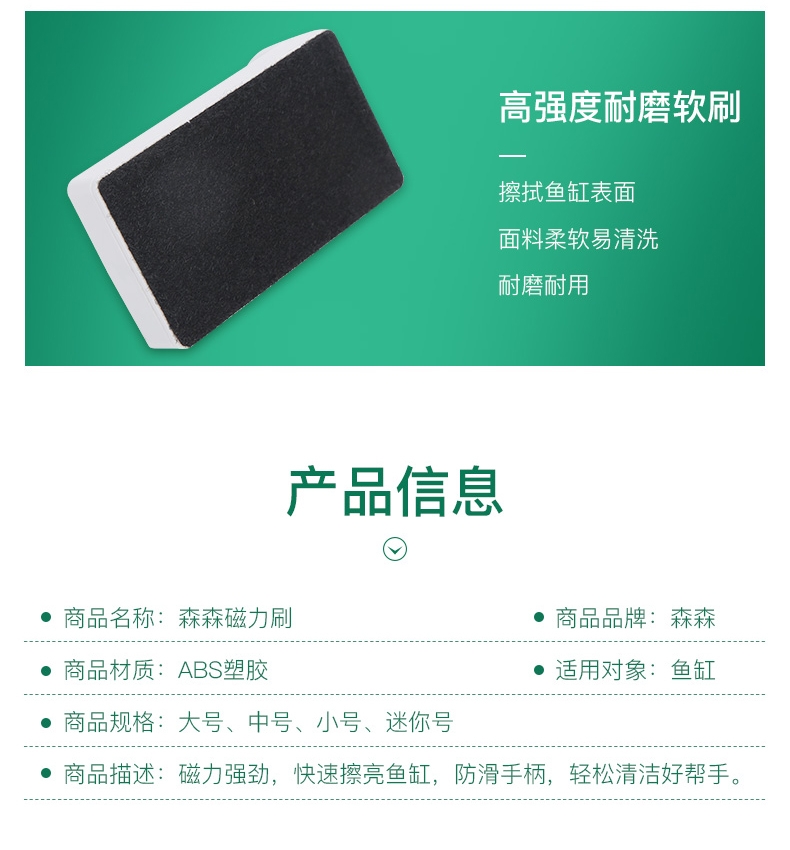 高强度耐磨软刷
擦拭鱼缸表面
面料柔软易清洗
耐磨耐用
产品信息
商品名称：森森磁力刷
商品品牌：森森
商品材质：ABS塑胶
适用对象：鱼缸
商品规格：大号、中号、小号、迷你号
商品描述：磁力强劲，快速擦亮鱼缸，防滑手柄，轻松清洁好帮手。